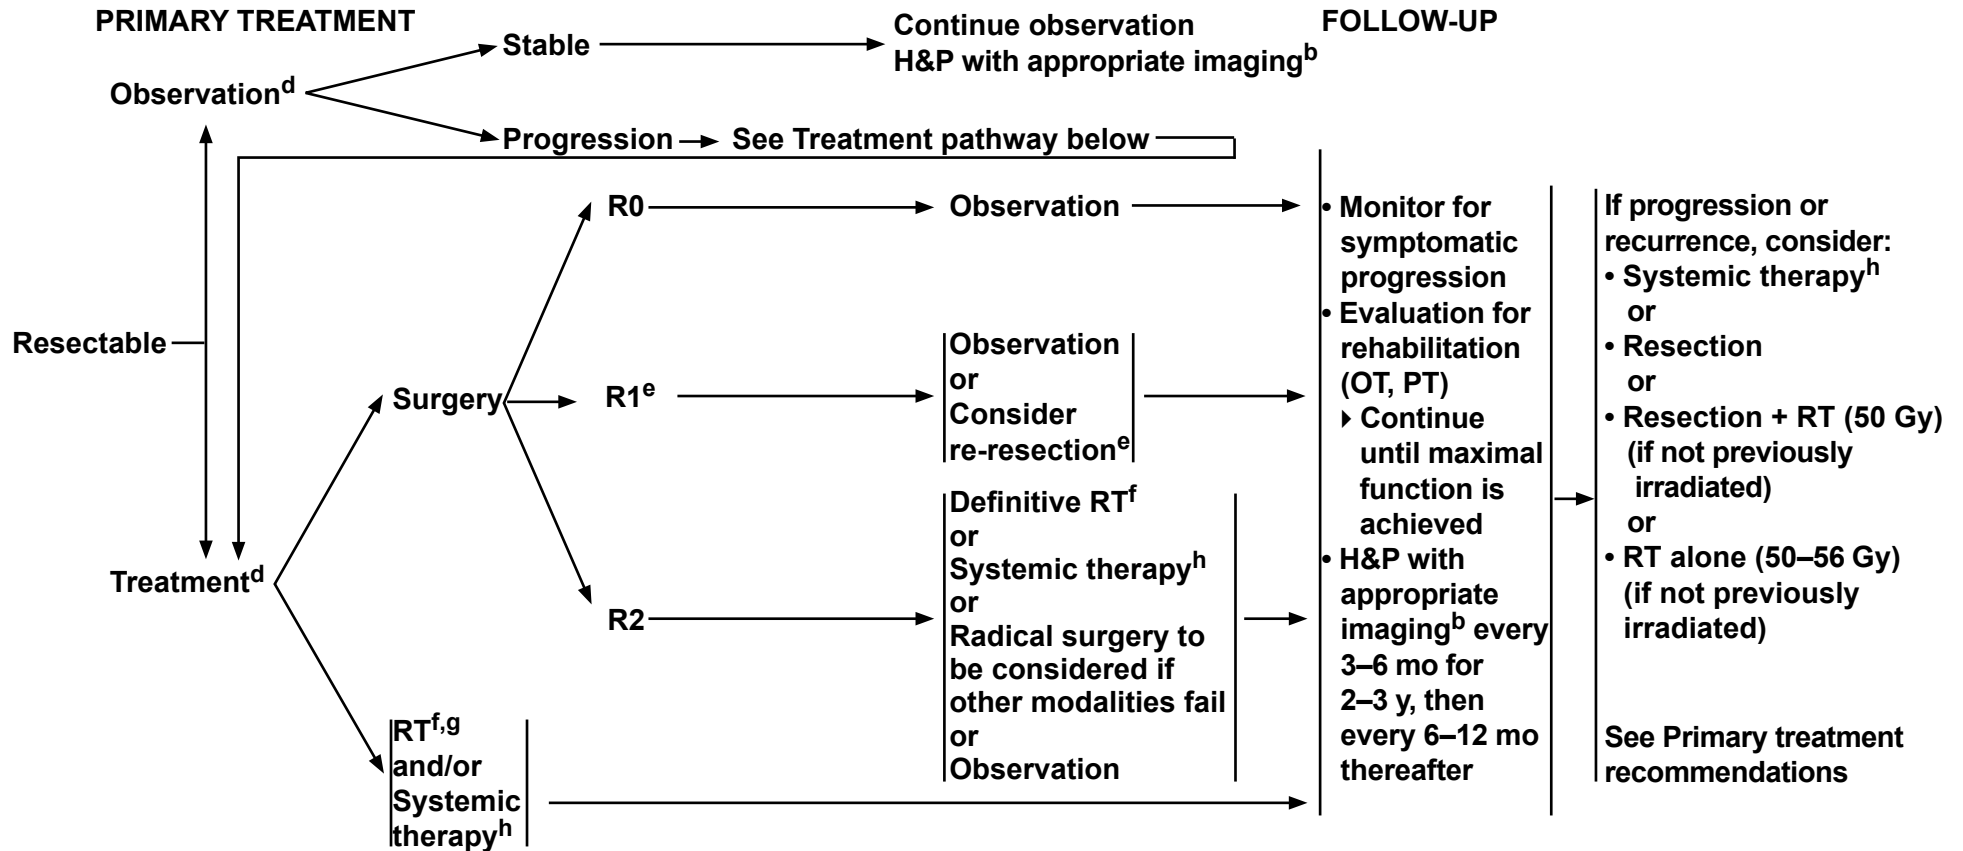 PRIMARY TREATMENT
FOLLOW-UP
Observationd
Stable
Continue observation
H&P with appropriate imagingb
Progression
See Treatment pathway below
Resectable
Treatmentd
Surgery
R0
Observation
R1e
Observation
or
Consider
re-resectione
R2
Definitive RTf
or
Systemic therapyh
or
Radical surgery to
be considered if
other modalities fail
or
Observation
RTf,g
and/or
Systemic
therapyh
• Monitor for
symptomatic
progression
• Evaluation for
rehabilitation
(OT, PT)
Continue
until maximal
function is
achieved
• H&P with
appropriate
imagingb every
3–6 mo for
2–3 y, then
every 6–12 mo
thereafter
If progression or
recurrence, consider:
• Systemic therapyh
or
• Resection
or
• Resection + RT (50 Gy)
(if not previously
irradiated)
or
• RT alone (50–56 Gy)
(if not previously
irradiated)
See Primary treatment
recommendations